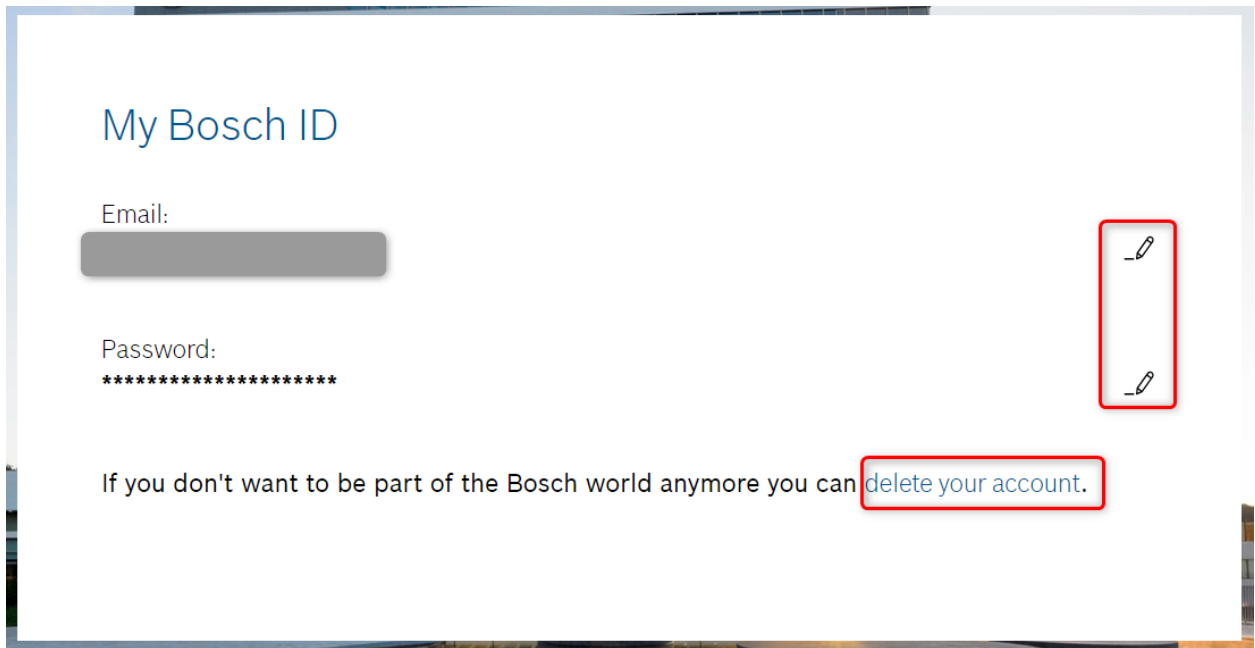 My Bosch ID
Email:
Password:
*********************
If you don't want to be part of the Bosch world anymore you can delete your account.